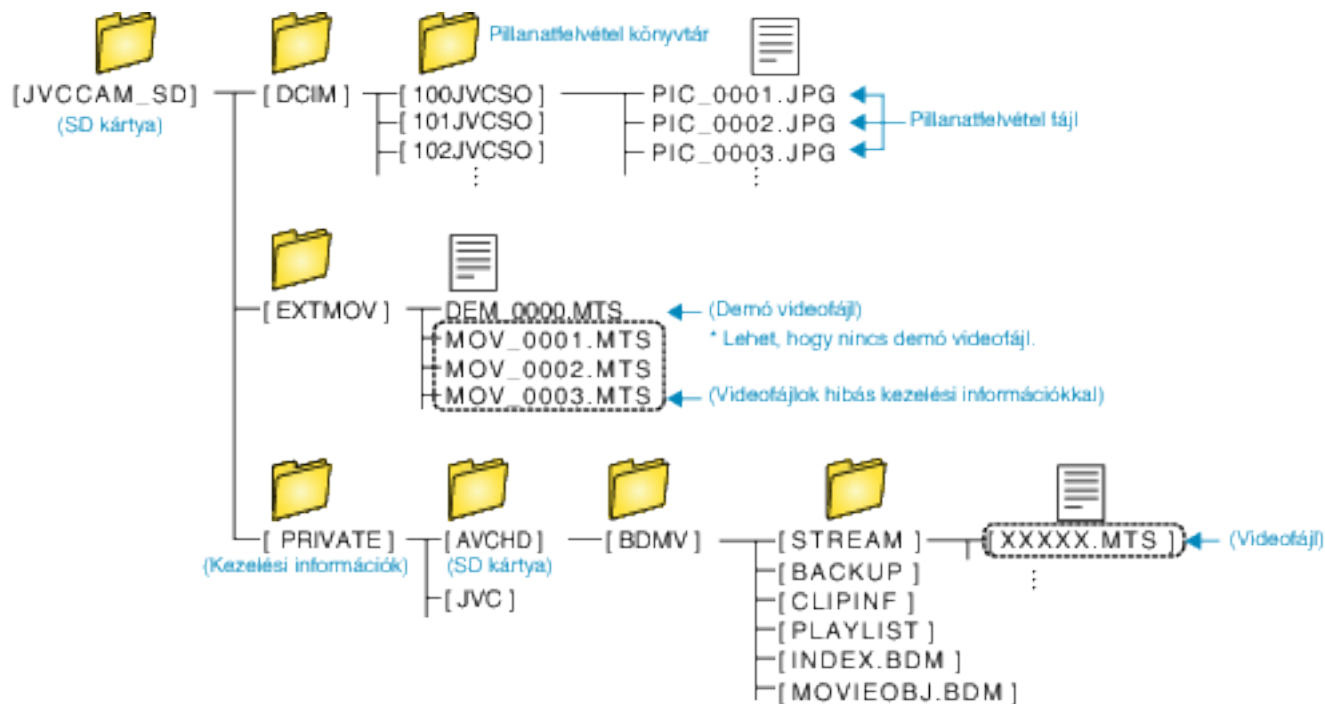 Pillanatfelvétel könyvtár
[JVCCAM_SD]
(SD kártya)
[DCIM]
[100JVCSO]
[101JVCSO]
[102JVCSO]
PIC_0001.JPG
PIC_0002.JPG
PIC_0003.JPG
Pillanatfelvétel fájl
[EXTMOV]
DEM_0000.MTS
(Demó videofájl)
* Lehet, hogy nincs demó videofájl.
MOV_0001.MTS
MOV_0002.MTS
MOV_0003.MTS
(Videofájlok hibás kezelési információkkal)
[PRIVATE]
(Kezelési információk)
[AVCHD]
(SD kártya)
[JVC]
[BDMV]
[STREAM]
[BACKUP]
[CLIPINF]
[PLAYLIST]
[INDEX.BDM]
[MOVIEOBJ.BDM]
[XXXXX.MTS]
(Videofájl)